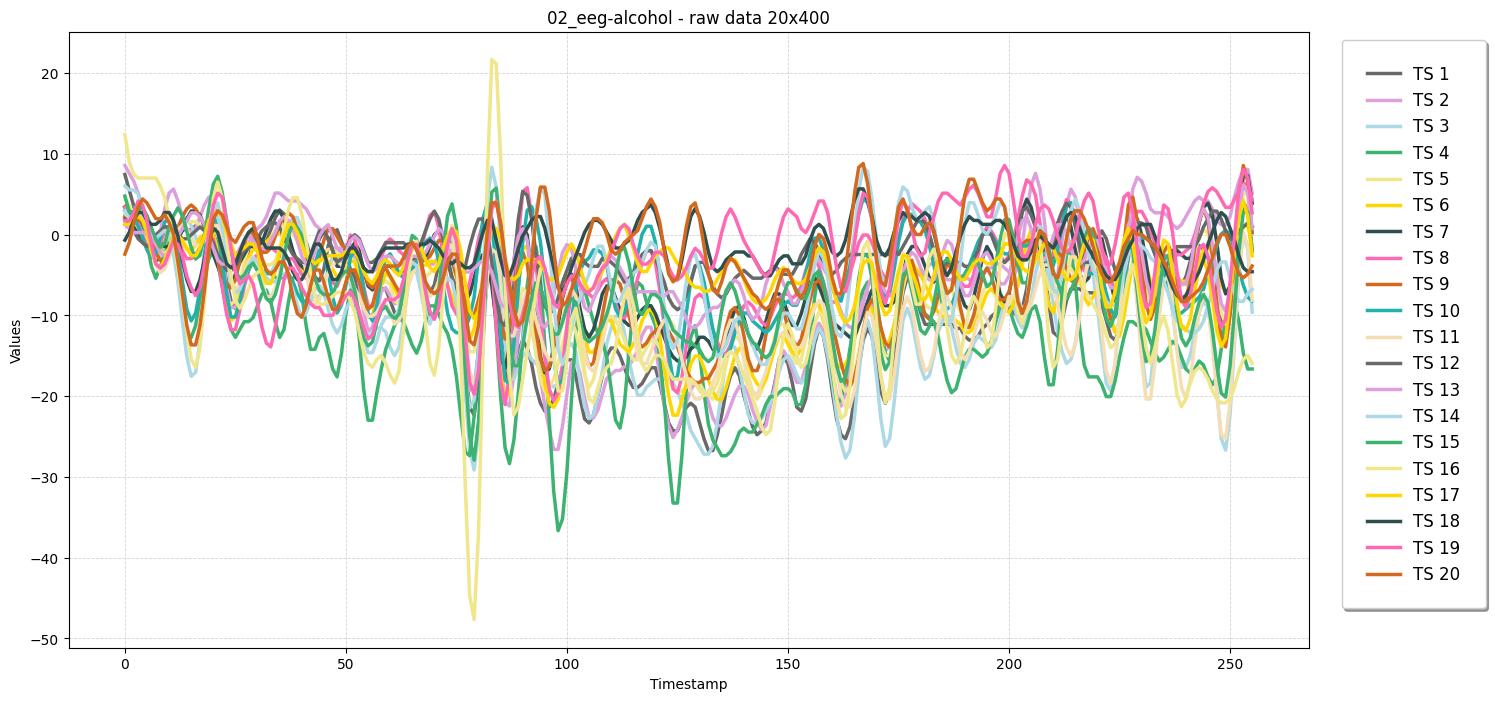 02_eeg-alcohol - raw data 20x400
20
10
0
−10
−20
−30
−40
−50
Values
0 50 100 150 200 250
Timestamp
TS 1
TS 2
TS 3
TS 4
TS 5
TS 6
TS 7
TS 8
TS 9
TS 10
TS 11
TS 12
TS 13
TS 14
TS 15
TS 16
TS 17
TS 18
TS 19
TS 20